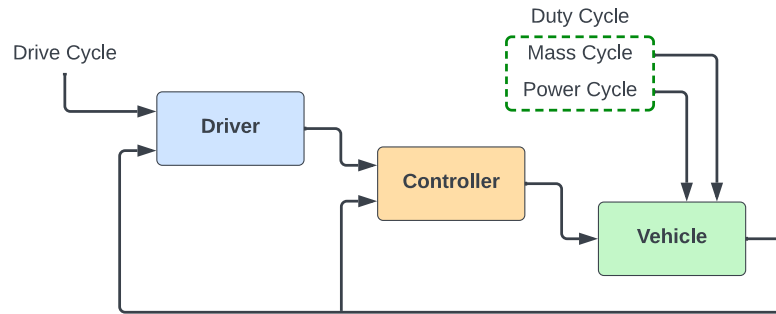 Duty Cycle
Drive Cycle
Mass Cycle
Power Cycle
Driver
Controller
Vehicle